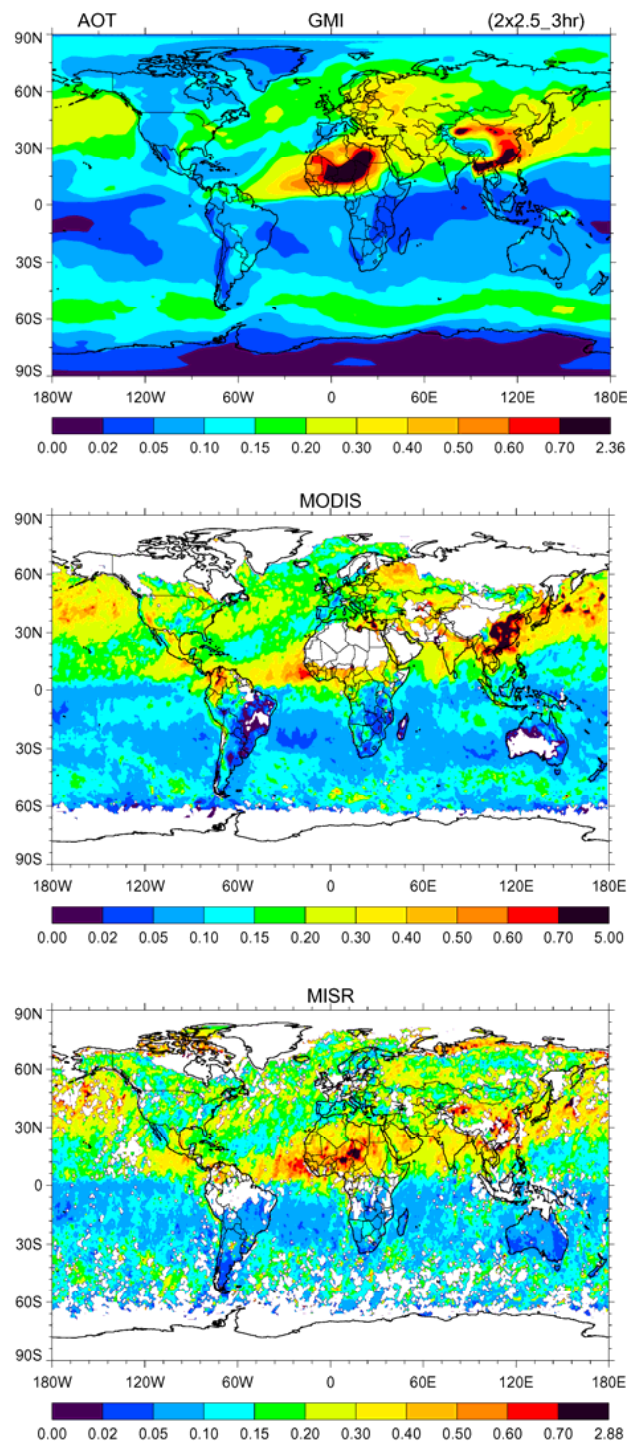 AOT GMI (2x2.5_3hr)
90N
60N
30N
0
30S
60S
90S
180W 120W 60W 0 60E 120E 180E
0.00 0.02 0.05 0.10 0.15 0.20 0.30 0.40 0.50 0.60 0.70 2.36
MODIS
90N
60N
30N
0
30S
60S
90S
180W 120W 60W 0 60E 120E 180E
0.00 0.02 0.05 0.10 0.15 0.20 0.30 0.40 0.50 0.60 0.70 5.00
MISR
90N
60N
30N
0
30S
60S
90S
180W 120W 60W 0 60E 120E 180E
0.00 0.02 0.05 0.10 0.15 0.20 0.30 0.40 0.50 0.60 0.70 2.88